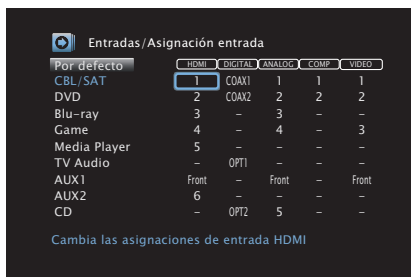 Entradas/Asignación entrada
Por defecto HDMI DIGITAL ANALOG COMP VIDEO
CBL/SAT 1 COAX1 1 1 1
DVD 2 COAX2 2 2 2
Blu-ray 3 – 3 – –
Game 4 – 4 – 3
Media Player 5 – – – –
TV Audio – OPT1 – – –
AUX1 Front – Front – Front
AUX2 6 – – – –
CD – OPT2 5 – –
Cambia las asignaciones de entrada HDMI